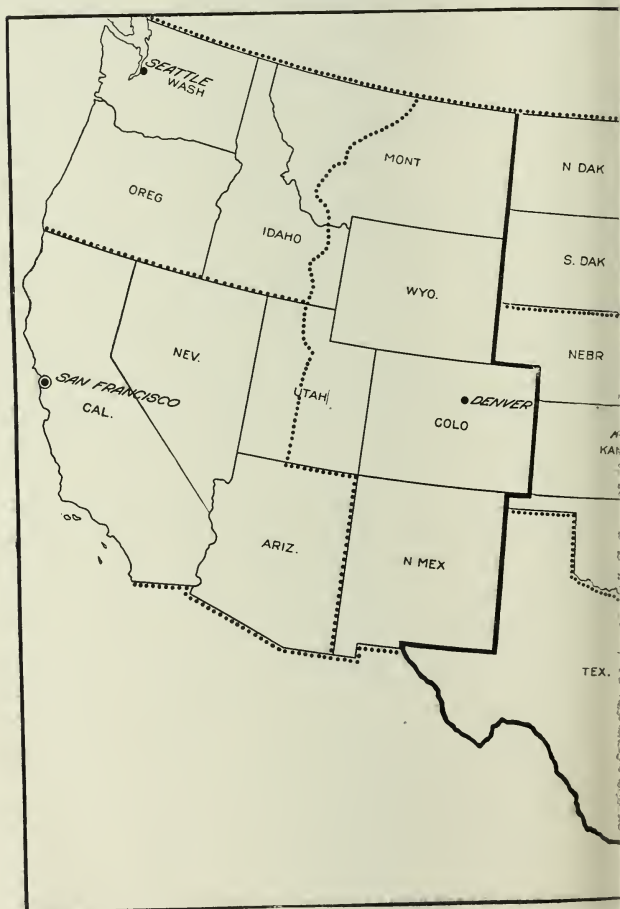 SEATTLE
WASH
MONT
N DAK
OREG
IDAHO
S. DAK
WYO.
NEV.
NEBR
UTAH
SAN FRANCISCO
CAL.
DENVER
COLO
KAN
ARIZ.
N MEX
TEX.